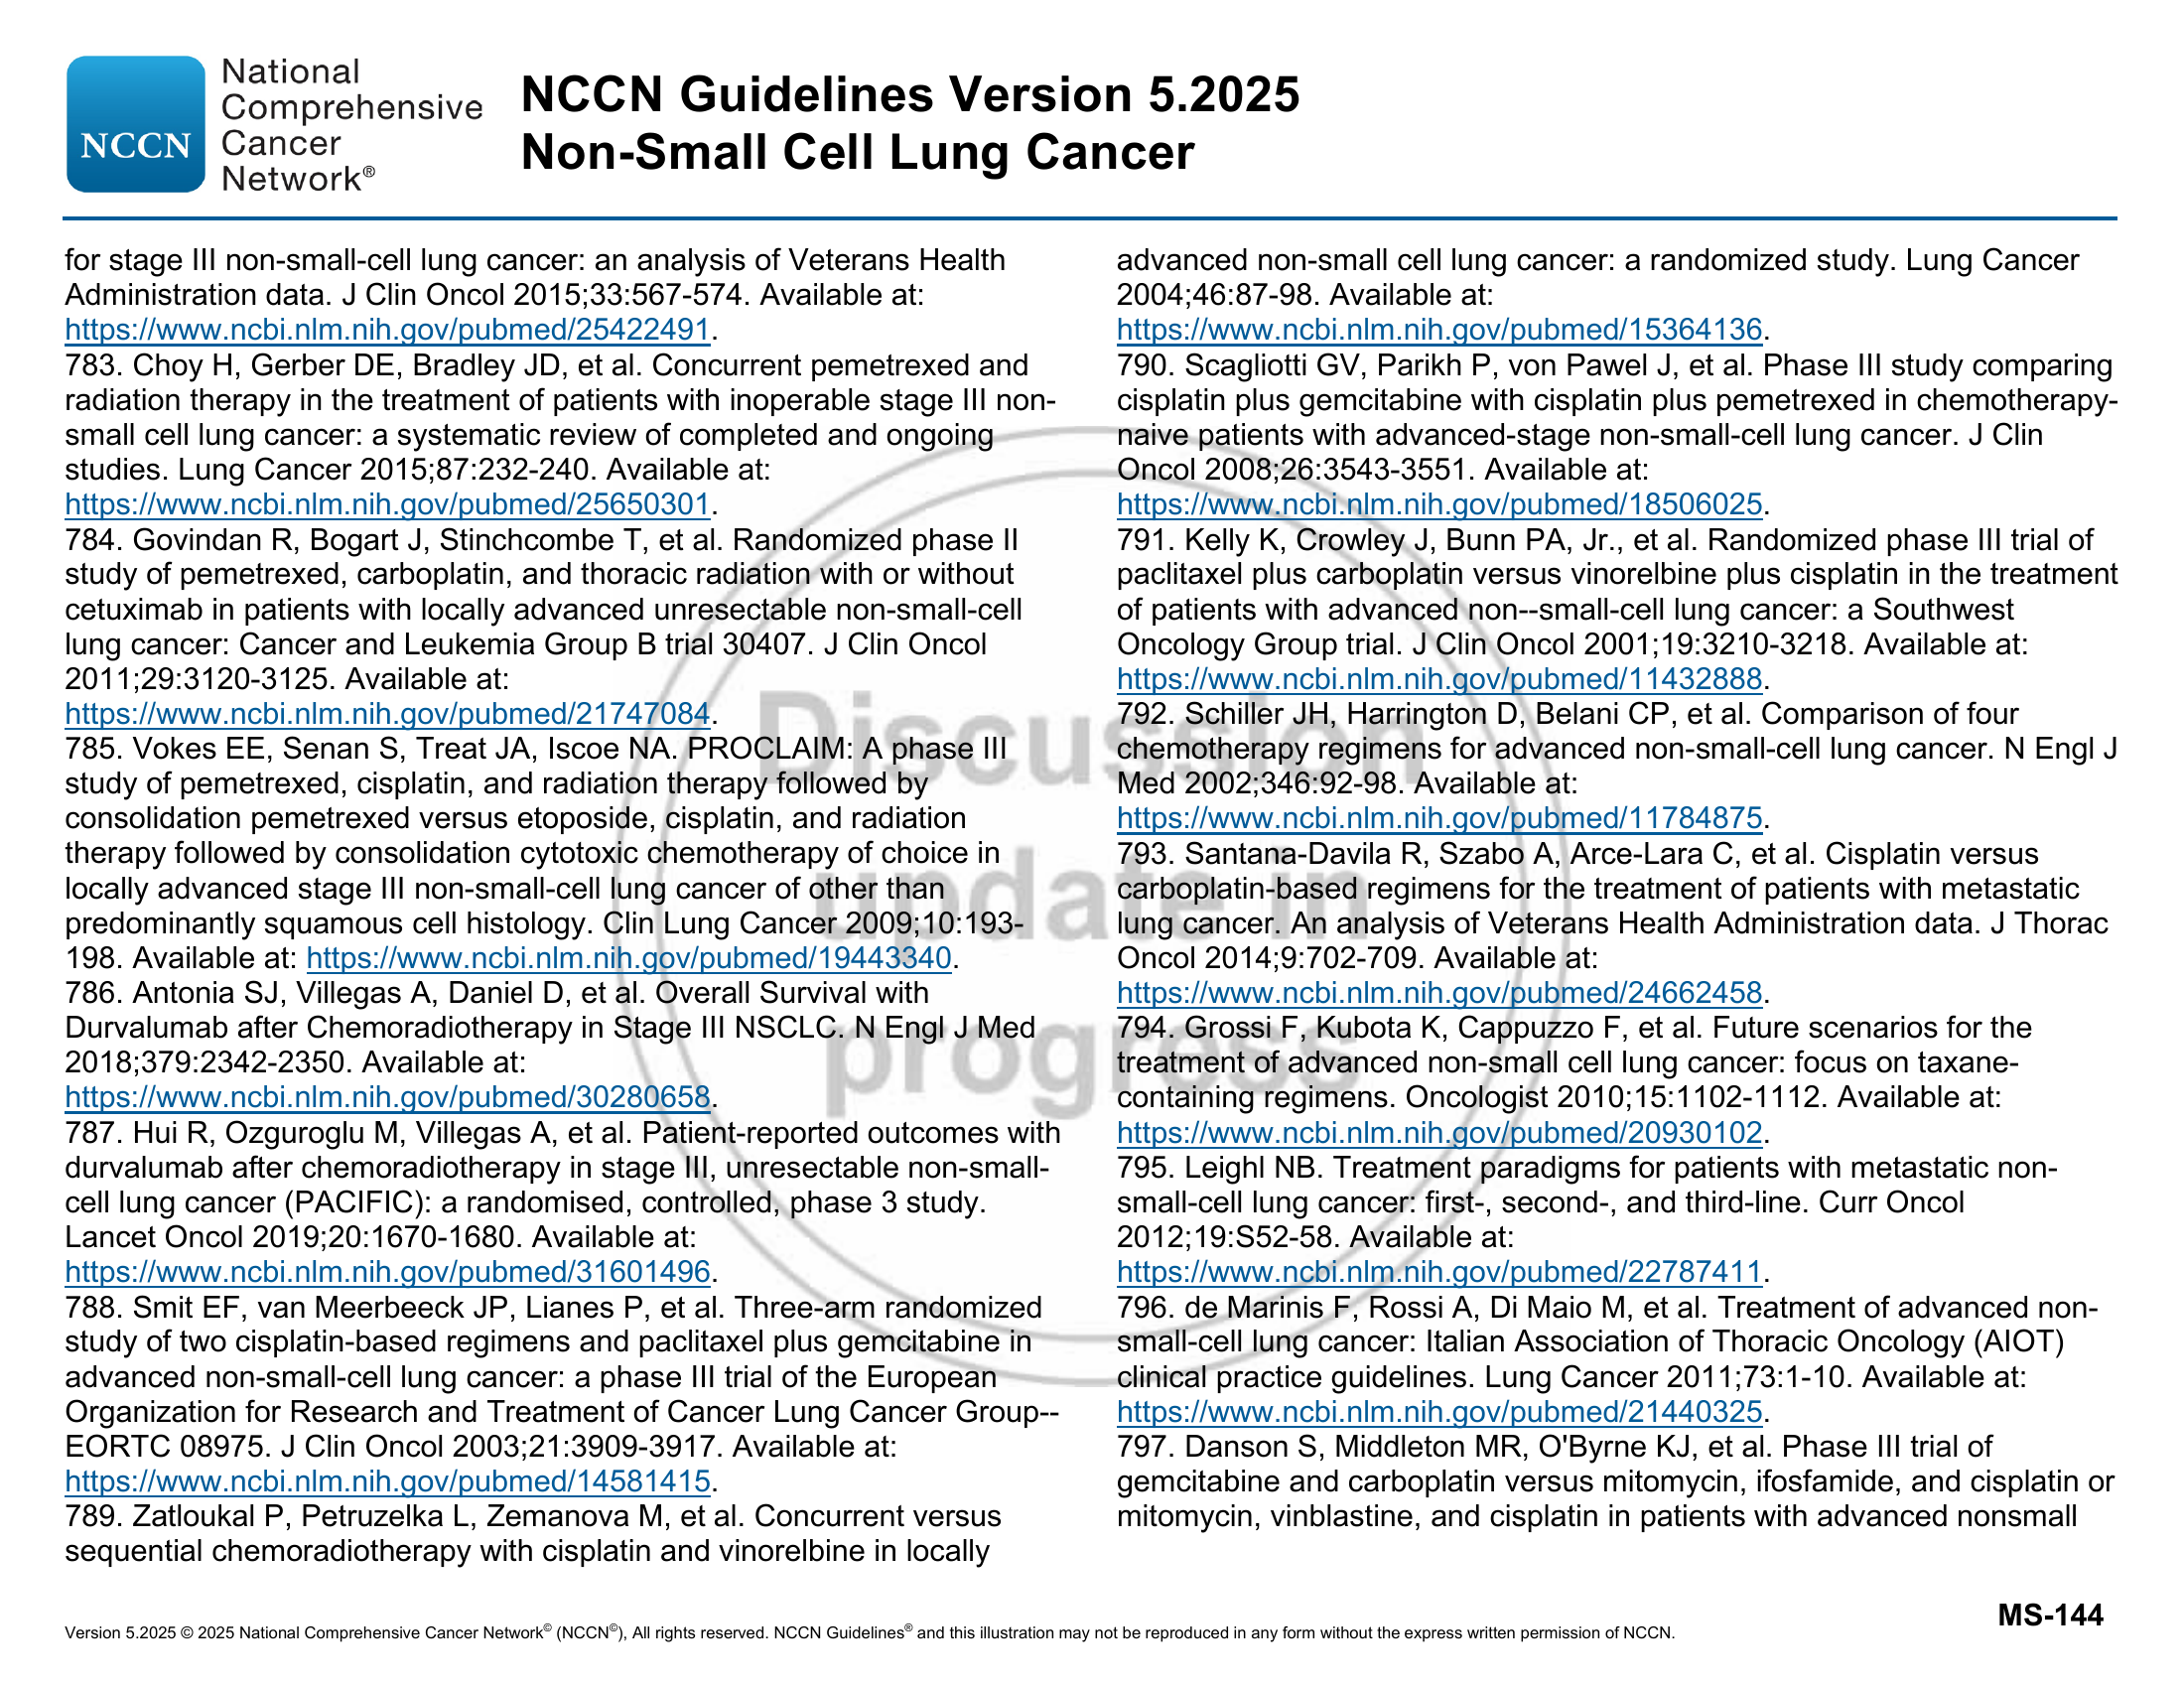 National
Comprehensive
Cancer
Network®
NCCN
NCCN Guidelines Version 5.2025
Non-Small Cell Lung Cancer
for stage III non-small-cell lung cancer: an analysis of Veterans Health
Administration data. J Clin Oncol 2015;33:567-574. Available at:
https://www.ncbi.nlm.nih.gov/pubmed/25422491.
783. Choy H, Gerber DE, Bradley JD, et al. Concurrent pemetrexed and
radiation therapy in the treatment of patients with inoperable stage III non-
small cell lung cancer: a systematic review of completed and ongoing
studies. Lung Cancer 2015;87:232-240. Available at:
https://www.ncbi.nlm.nih.gov/pubmed/25650301.
784. Govindan R, Bogart J, Stinchcombe T, et al. Randomized phase II
study of pemetrexed, carboplatin, and thoracic radiation with or without
cetuximab in patients with locally advanced unresectable non-small-cell
lung cancer: Cancer and Leukemia Group B trial 30407. J Clin Oncol
2011;29:3120-3125. Available at:
https://www.ncbi.nlm.nih.gov/pubmed/21747084.
785. Vokes EE, Senan S, Treat JA, Iscoe NA. PROCLAIM: A phase III
study of pemetrexed, cisplatin, and radiation therapy followed by
consolidation pemetrexed versus etoposide, cisplatin, and radiation
therapy followed by consolidation cytotoxic chemotherapy of choice in
locally advanced stage III non-small-cell lung cancer of other than
predominantly squamous cell histology. Clin Lung Cancer 2009;10:193-
198. Available at: https://www.ncbi.nlm.nih.gov/pubmed/19443340.
786. Antonia SJ, Villegas A, Daniel D, et al. Overall Survival with
Durvalumab after Chemoradiotherapy in Stage III NSCLC. N Engl J Med
2018;379:2342-2350. Available at:
https://www.ncbi.nlm.nih.gov/pubmed/30280658.
787. Hui R, Ozguroglu M, Villegas A, et al. Patient-reported outcomes with
durvalumab after chemoradiotherapy in stage III, unresectable non-small-
cell lung cancer (PACIFIC): a randomised, controlled, phase 3 study.
Lancet Oncol 2019;20:1670-1680. Available at:
https://www.ncbi.nlm.nih.gov/pubmed/31601496.
788. Smit EF, van Meerbeeck JP, Lianes P, et al. Three-arm randomized
study of two cisplatin-based regimens and paclitaxel plus gemcitabine in
advanced non-small-cell lung cancer: a phase III trial of the European
Organization for Research and Treatment of Cancer Lung Cancer Group--
EORTC 08975. J Clin Oncol 2003;21:3909-3917. Available at:
https://www.ncbi.nlm.nih.gov/pubmed/14581415.
789. Zatloukal P, Petruzelka L, Zemanova M, et al. Concurrent versus
sequential chemoradiotherapy with cisplatin and vinorelbine in locally
advanced non-small cell lung cancer: a randomized study. Lung Cancer
2004;46:87-98. Available at:
https://www.ncbi.nlm.nih.gov/pubmed/15364136.
790. Scagliotti GV, Parikh P, von Pawel J, et al. Phase III study comparing
cisplatin plus gemcitabine with cisplatin plus pemetrexed in chemotherapy-
naive patients with advanced-stage non-small-cell lung cancer. J Clin
Oncol 2008;26:3543-3551. Available at:
https://www.ncbi.nlm.nih.gov/pubmed/18506025.
791. Kelly K, Crowley J, Bunn PA, Jr., et al. Randomized phase III trial of
paclitaxel plus carboplatin versus vinorelbine plus cisplatin in the treatment
of patients with advanced non--small-cell lung cancer: a Southwest
Oncology Group trial. J Clin Oncol 2001;19:3210-3218. Available at:
https://www.ncbi.nlm.nih.gov/pubmed/11432888.
792. Schiller JH, Harrington D, Belani CP, et al. Comparison of four
chemotherapy regimens for advanced non-small-cell lung cancer. N Engl J
Med 2002;346:92-98. Available at:
https://www.ncbi.nlm.nih.gov/pubmed/11784875.
793. Santana-Davila R, Szabo A, Arce-Lara C, et al. Cisplatin versus
carboplatin-based regimens for the treatment of patients with metastatic
lung cancer. An analysis of Veterans Health Administration data. J Thorac
Oncol 2014;9:702-709. Available at:
https://www.ncbi.nlm.nih.gov/pubmed/24662458.
794. Grossi F, Kubota K, Cappuzzo F, et al. Future scenarios for the
treatment of advanced non-small cell lung cancer: focus on taxane-
containing regimens. Oncologist 2010;15:1102-1112. Available at:
https://www.ncbi.nlm.nih.gov/pubmed/20930102.
795. Leighl NB. Treatment paradigms for patients with metastatic non-
small-cell lung cancer: first-, second-, and third-line. Curr Oncol
2012;19:S52-58. Available at:
https://www.ncbi.nlm.nih.gov/pubmed/22787411.
796. de Marinis F, Rossi A, Di Maio M, et al. Treatment of advanced non-
small-cell lung cancer: Italian Association of Thoracic Oncology (AIOT)
clinical practice guidelines. Lung Cancer 2011;73:1-10. Available at:
https://www.ncbi.nlm.nih.gov/pubmed/21440325.
797. Danson S, Middleton MR, O'Byrne KJ, et al. Phase III trial of
gemcitabine and carboplatin versus mitomycin, ifosfamide, and cisplatin or
mitomycin, vinblastine, and cisplatin in patients with advanced nonsmall
Discussion
update in
progress
MS-144
Version 5.2025 © 2025 National Comprehensive Cancer Network© (NCCN©), All rights reserved. NCCN Guidelines® and this illustration may not be reproduced in any form without the express written permission of NCCN.